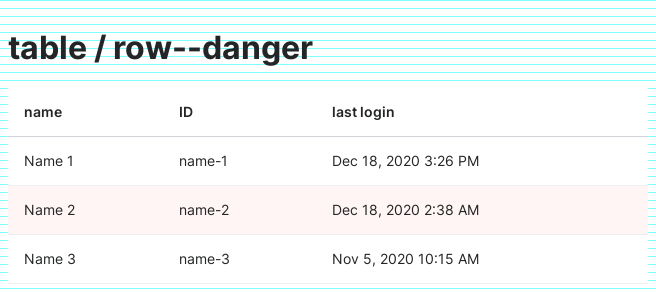 table / row--danger
name ID last login
Name 1 name-1 Dec 18, 2020 3:26 PM
Name 2 name-2 Dec 18, 2020 2:38 AM
Name 3 name-3 Nov 5, 2020 10:15 AM